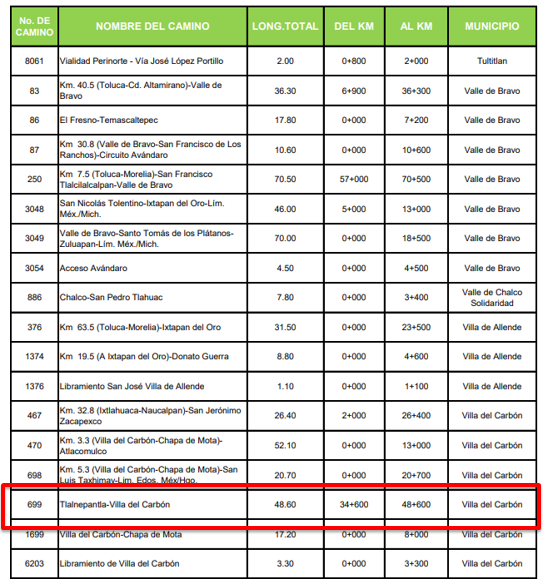 No. DE CAMINO NOMBRE DEL CAMINO LONG.TOTAL DEL KM AL KM MUNICIPIO
8061 Vialidad Perinorte - Vía José López Portillo 2.00 0+800 2+000 Tultitlan
83 Km. 40.5 (Toluca-Cd. Altamirano)-Valle de Bravo 36.30 6+900 36+300 Valle de Bravo
86 El Fresno-Temascaltepec 17.80 0+000 7+200 Valle de Bravo
87 Km 30.8 (Valle de Bravo-San Francisco de Los Ranchos)-Circuito Avándaro 10.60 0+000 10+600 Valle de Bravo
250 Km 7.5 (Toluca-Morelia)-San Francisco Tlalcilalcalpan-Valle de Bravo 70.50 57+000 70+500 Valle de Bravo
3048 San Nicolás Tolentino-Ixtapan del Oro-Lím. Méx./Mich. 46.00 5+000 13+000 Valle de Bravo
3049 Valle de Bravo-Santo Tomás de los Plátanos-Zuluapan-Lím. Méx./Mich. 70.00 0+000 18+500 Valle de Bravo
3054 Acceso Avándaro 4.50 0+000 4+500 Valle de Bravo
886 Chalco-San Pedro Tlahuac 7.80 0+000 3+400 Valle de Chalco Solidaridad
376 Km 63.5 (Toluca-Morelia)-Ixtapan del Oro 31.50 0+000 23+500 Villa de Allende
1374 Km 19.5 (A Ixtapan del Oro)-Donato Guerra 8.80 0+000 4+600 Villa de Allende
1376 Libramiento San José Villa de Allende 1.10 0+000 1+100 Villa de Allende
467 Km. 32.8 (Ixtlahuaca-Naucalpan)-San Jerónimo Zacapexco 26.40 2+000 26+400 Villa del Carbón
470 Km. 3.3 (Villa del Carbón-Chapa de Mota)-Atlacomulco 52.10 0+000 13+000 Villa del Carbón
698 Km. 5.3 (Villa del Carbón-Chapa de Mota)-San Luis Taxhimay-Lim. Edos. Méx/Hgo. 20.70 0+000 20+700 Villa del Carbón
699 Tlalnepantla-Villa del Carbón 48.60 34+600 48+600 Villa del Carbón
1699 Villa del Carbón-Chapa de Mota 17.20 0+000 8+000 Villa del Carbón
6203 Libramiento de Villa del Carbón 3.30 0+000 3+300 Villa del Carbón